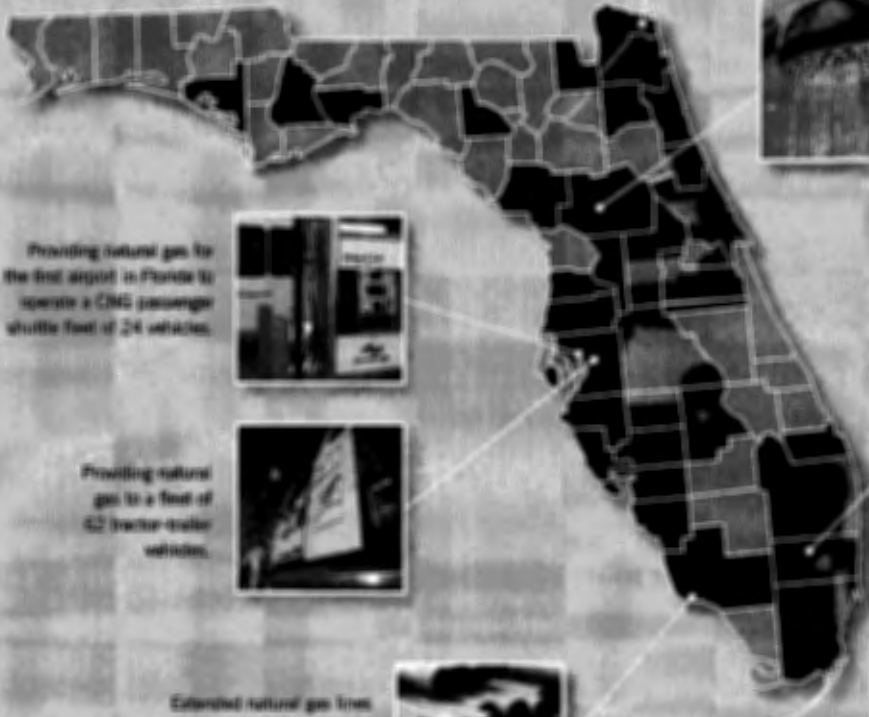 Providing natural gas for
the first airport in Florida to
operate a CNG passenger
shuttle fleet of 24 vehicles.
Providing natural
gas to a fleet of
62 tractor-trailer
vehicles.
Extended natural gas lines